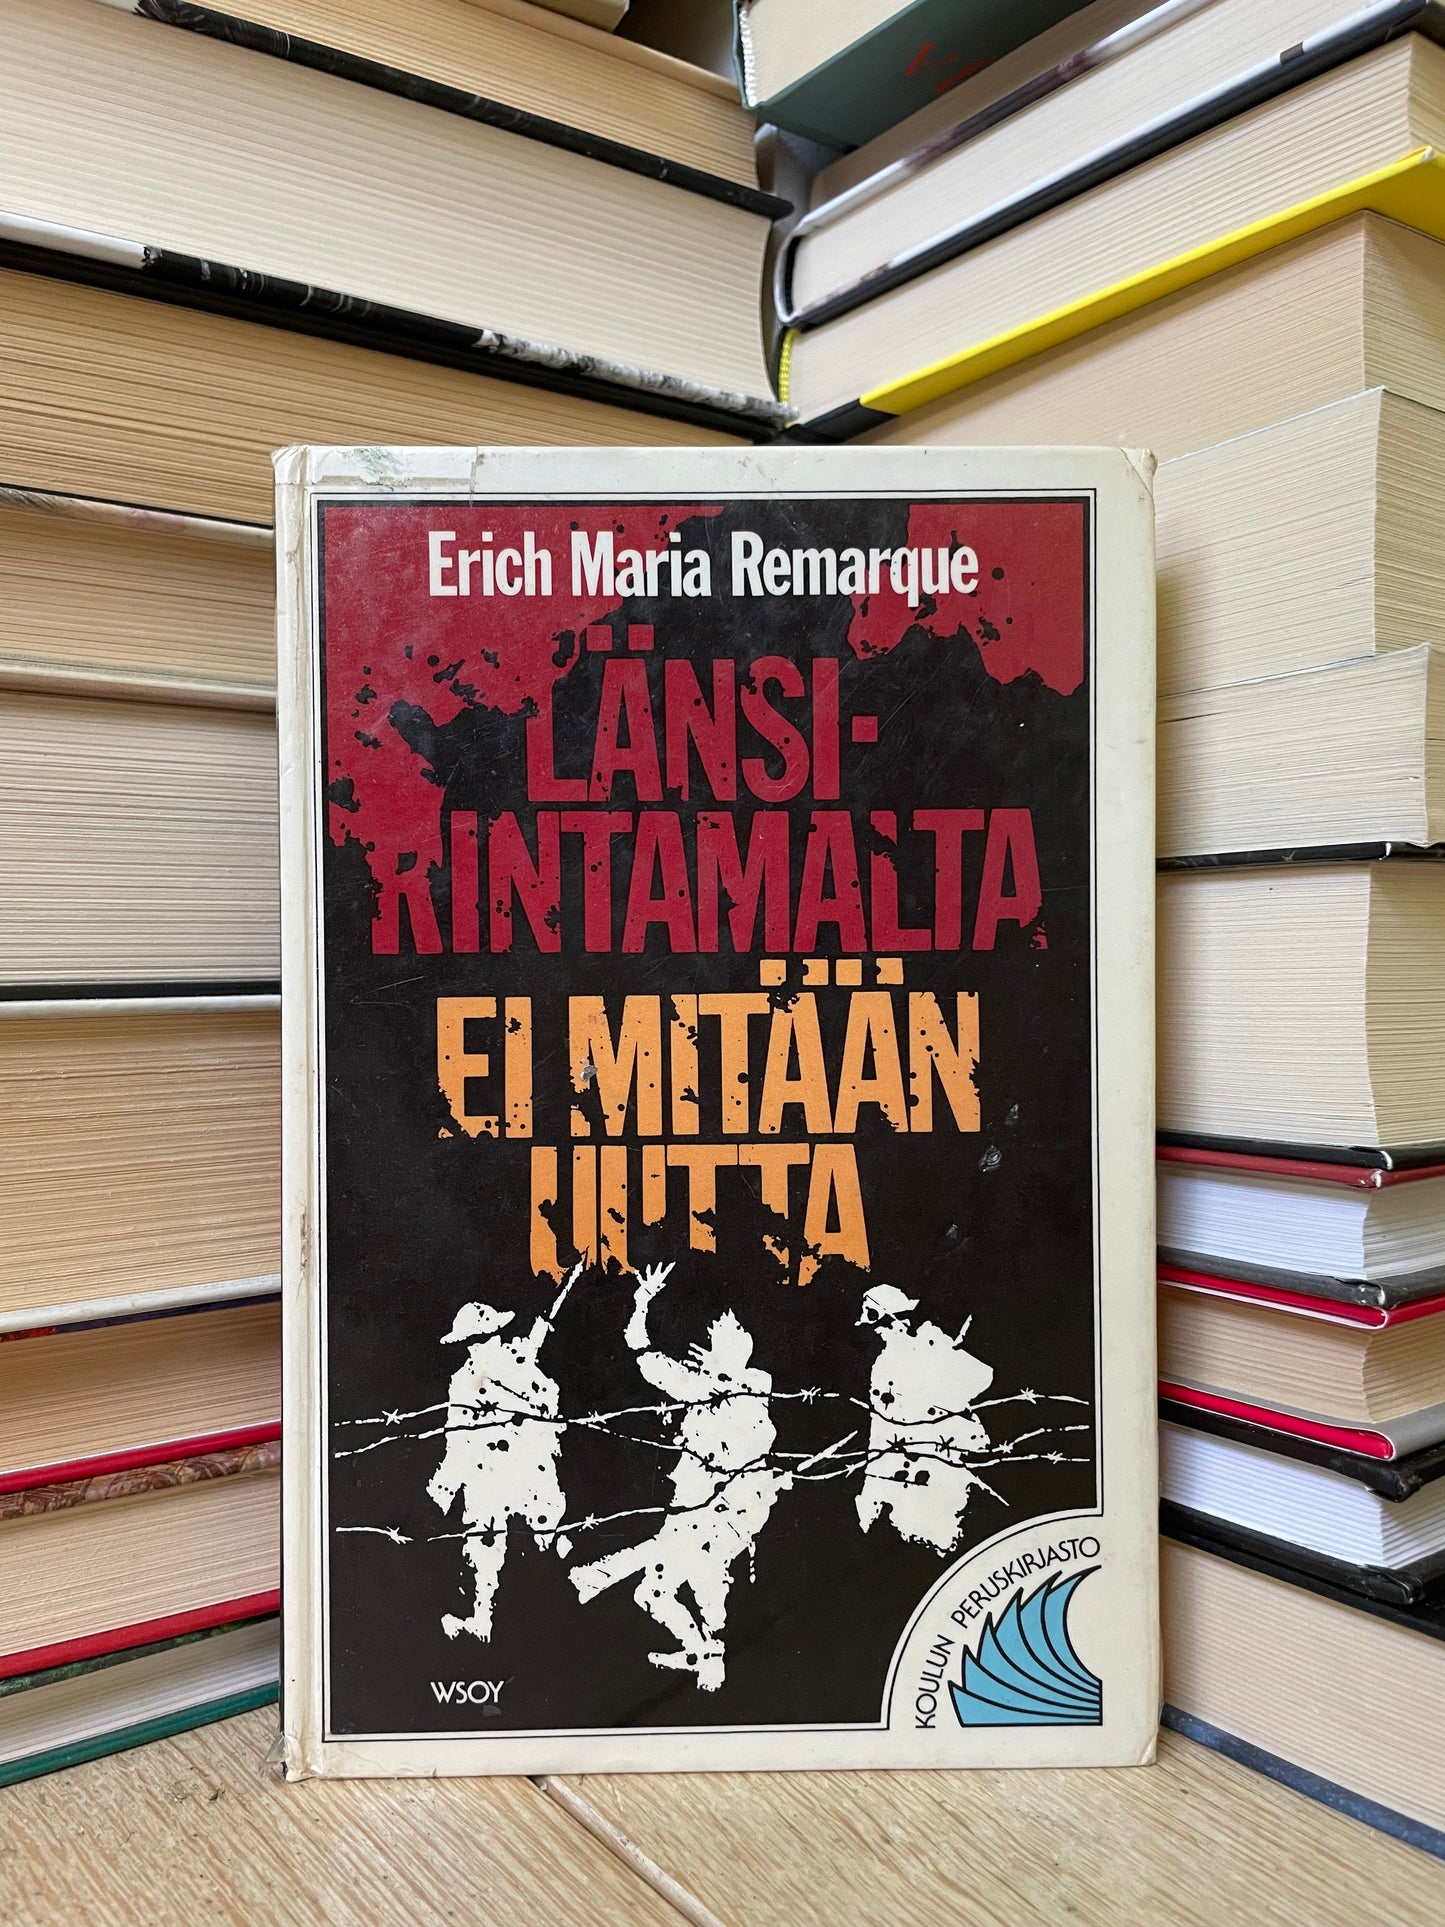 Erich Maria Remarque
LÄNSI-
RINTAMALTA
EI MITÄÄN
UUTTA
WSOY
KOULUN PERUSKIRJASTO